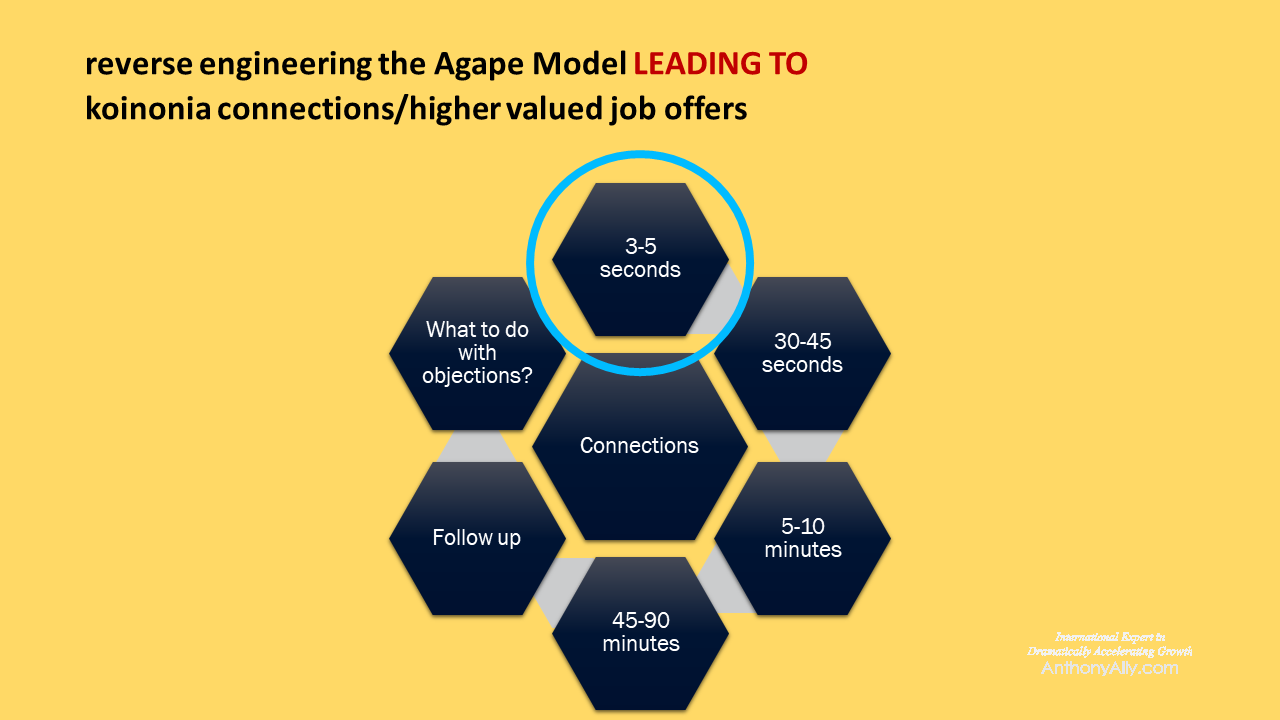 reverse engineering the Agape Model LEADING TO
koinonia connections/higher valued job offers
3-5
seconds
30-45
seconds
5-10
minutes
45-90
minutes
Follow up
What to do
with
objections?
Connections
International Expert in
Dramatically Accelerating Growth
AnthonyAlly.com